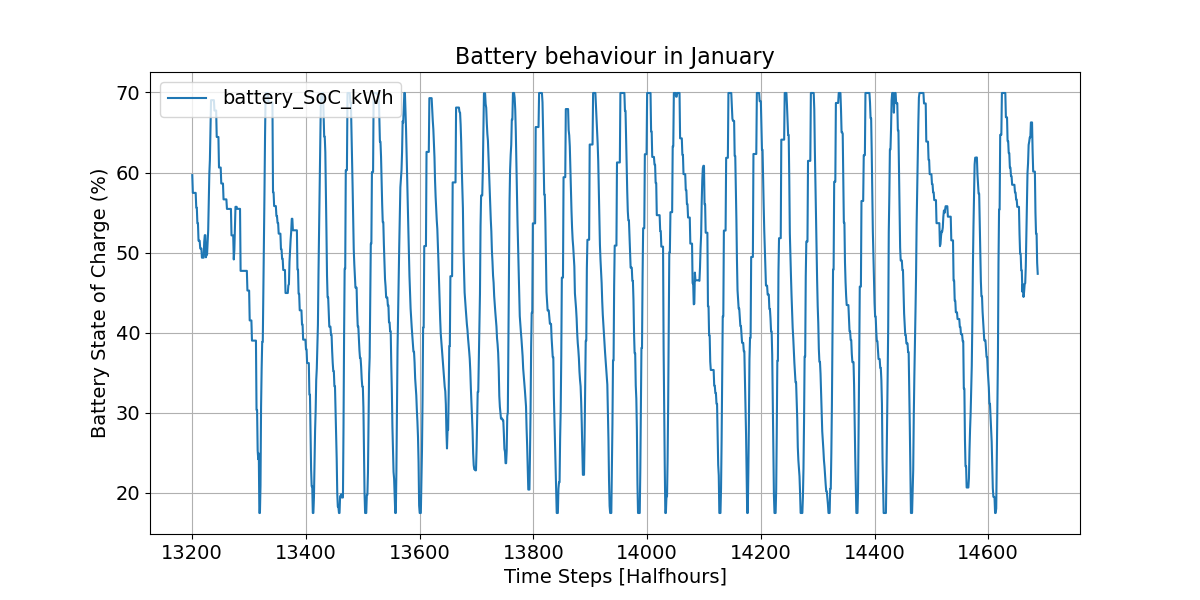 Battery behaviour in January
battery_SoC_kWh
Battery State of Charge (%)
70
60
50
40
30
20
13200 13400 13600 13800 14000 14200 14400 14600
Time Steps [Halfhours]